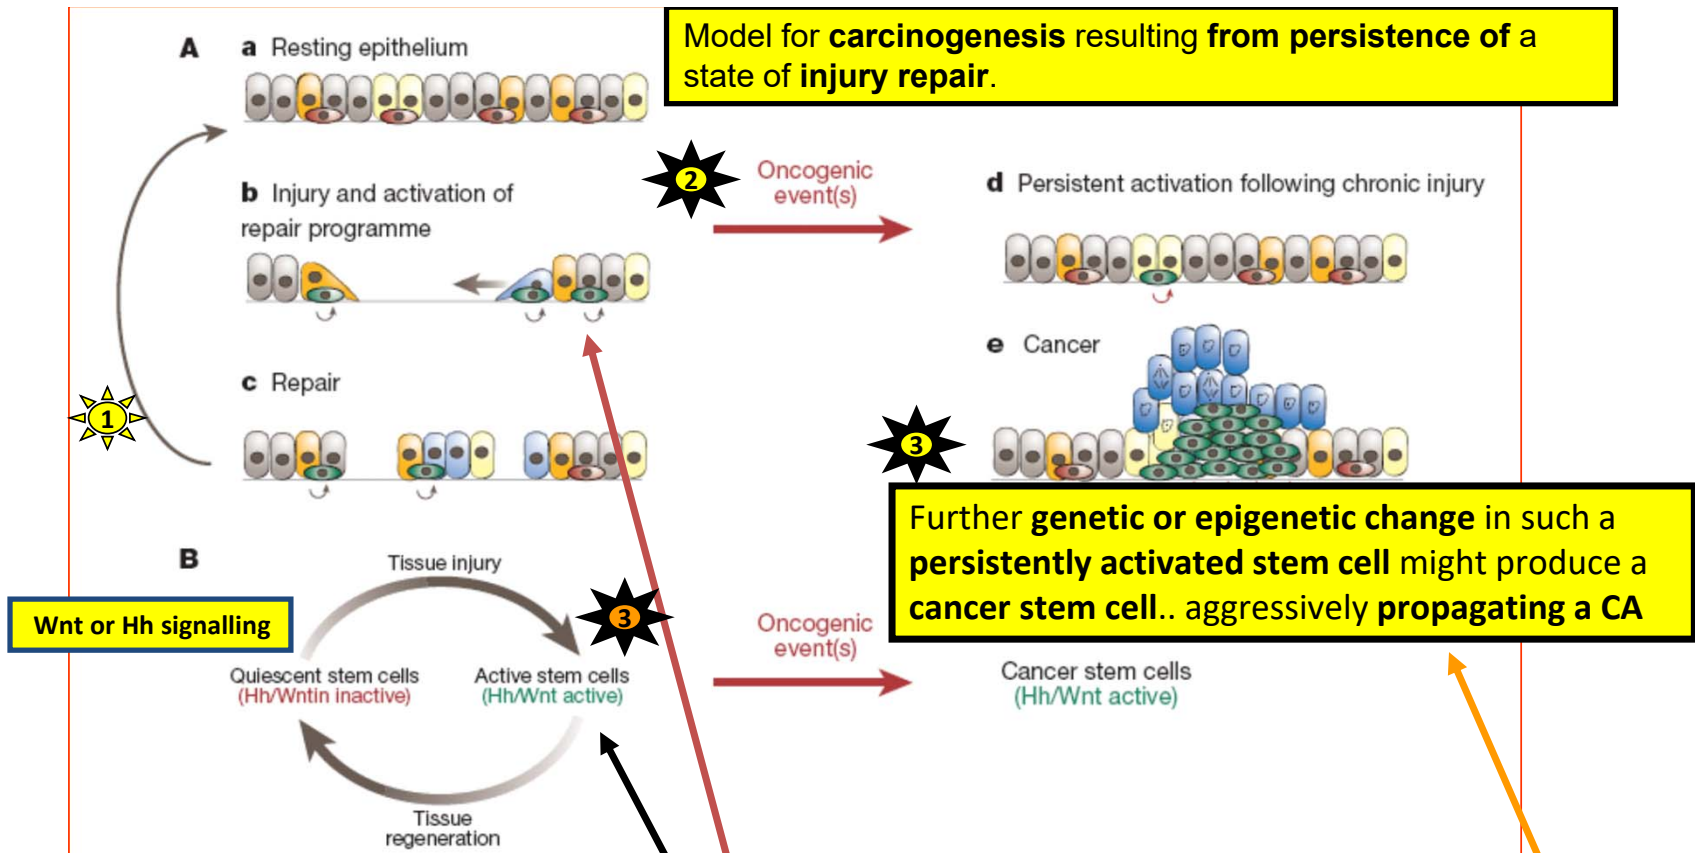 Model for carcinogenesis resulting from persistence of a
state of injury repair.
A
a Resting epithelium
b Injury and activation of
repair programme
c Repair
1
2
Oncogenic
event(s)
d Persistent activation following chronic injury
e Cancer
3
Further genetic or epigenetic change in such a
persistently activated stem cell might produce a
cancer stem cell.. aggressively propagating a CA
B
Tissue injury
Wnt or Hh signalling
3
Quiescent stem cells
(Hh/Wntin inactive)
Active stem cells
(Hh/Wnt active)
Tissue
regeneration
Oncogenic
event(s)
Cancer stem cells
(Hh/Wnt active)